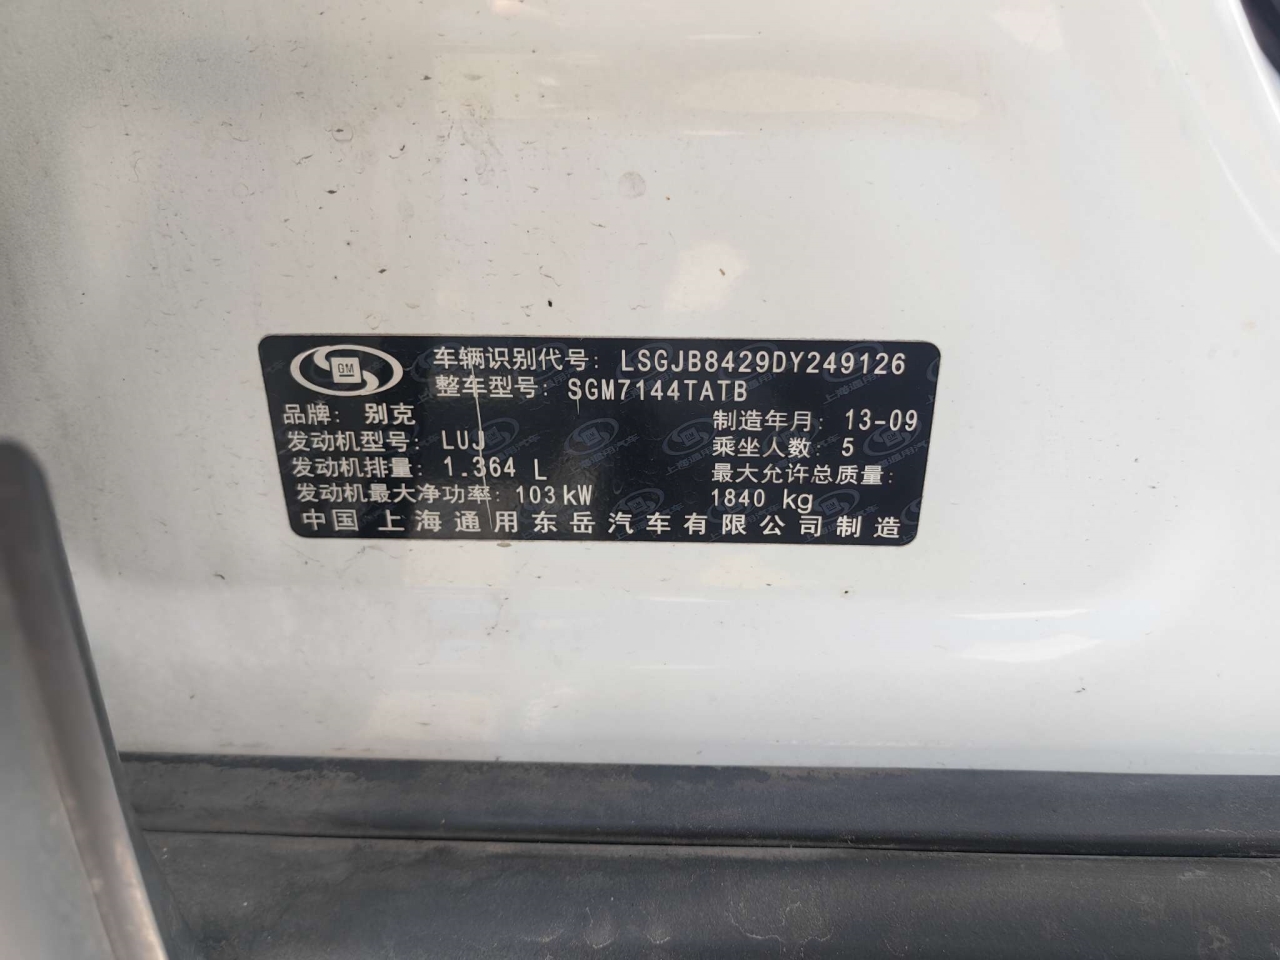 GM
车辆识别代号: LSGJB8429DY249126
整车型号: SGM7144TATB
品牌: 别克
制造年月: 13-09
发动机型号: LUJ
乘坐人数: 5
发动机排量: 1.364 L
最大允许总质量:
1840 kg
发动机最大净功率: 103kW
中国 上海通用东岳汽车有限公司制造